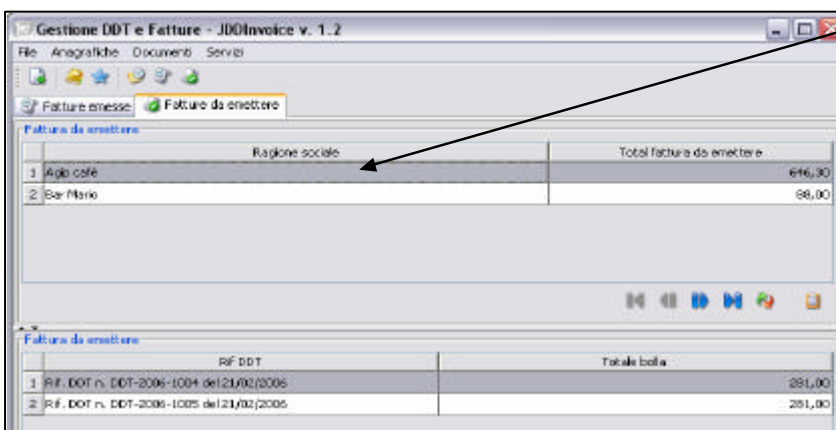 Gestione DDT e Fatture - JDDInvoice v. 1.2
File Anagrafiche Documenti Servizi
Fatture emesse Fatture da emettere
Fattura da emettere
Ragione sociale Total fattura da emettere
1 Agip cafè 646,30
2 Bar Mario 88,00
Fattura da emettere
Rif DDT Totale bolla
1 Rif. DDT n. DDT-2006-1004 del 21/02/2006 281,00
2 Rif. DDT n. DDT-2006-1005 del 21/02/2006 281,00